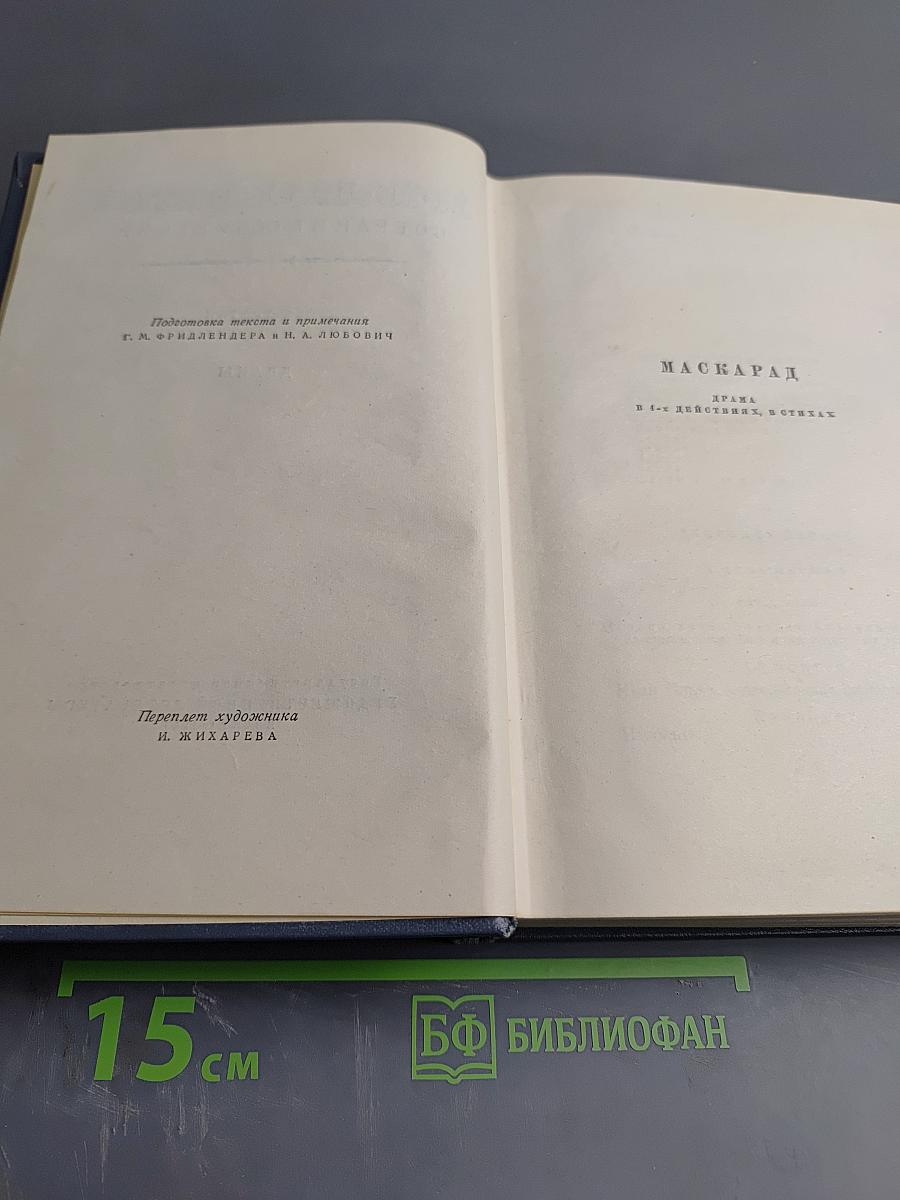 Подготовка текста и примечания
Г. М. ФРИДЛЕНДЕРА и Н. А. ЛЮБОВИЧ
Переплет художника
И. ЖИХАРЕВА
МАСКАРАД
ДРАМА
В 4-х ДЕЙСТВИЯХ, В СТИХАХ
15 см
БФ БИБЛИОФАН